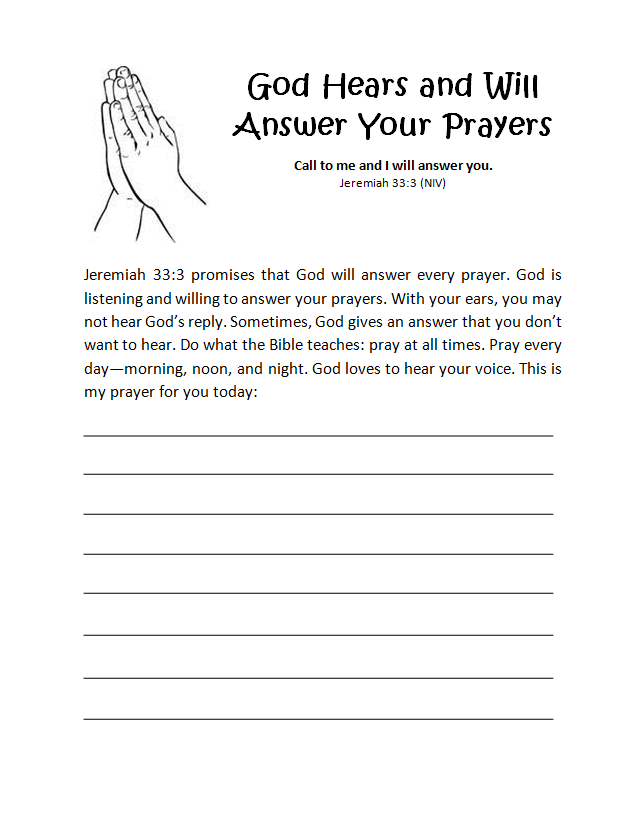 God Hears and Will
Answer Your Prayers
Call to me and I will answer you.
Jeremiah 33:3 (NIV)
Jeremiah 33:3 promises that God will answer every prayer. God is
listening and willing to answer your prayers. With your ears, you may
not hear God’s reply. Sometimes, God gives an answer that you don’t
want to hear. Do what the Bible teaches: pray at all times. Pray every
day—morning, noon, and night. God loves to hear your voice. This is
my prayer for you today: